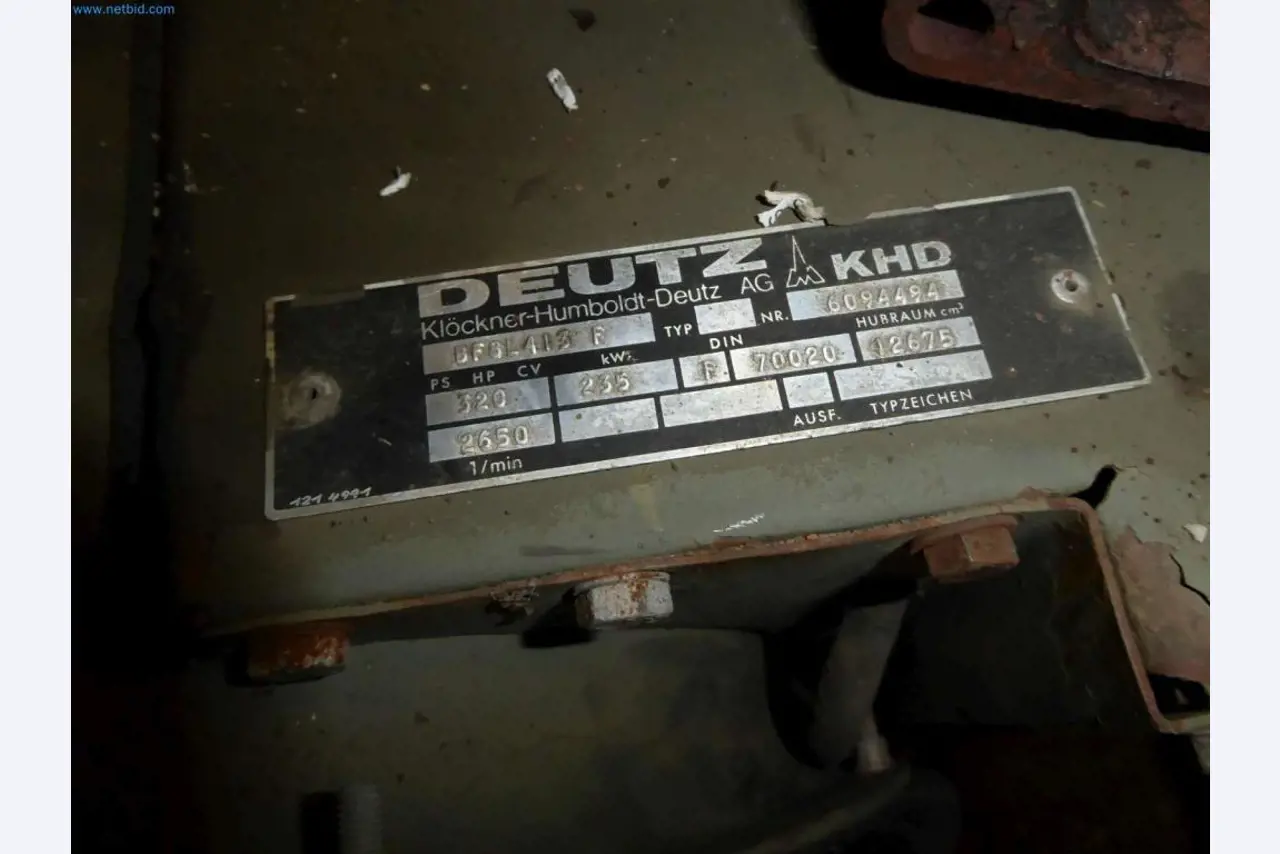 www.netbid.com
DEUTZ KHD
Klöckner-Humboldt-Deutz AG
TYP NR. 6094494
PS HP CV kW DIN HUBRAUM cm³
320 235 F 70020 12675
2650
1/min AUSF. TYPZEICHEN
121 4991